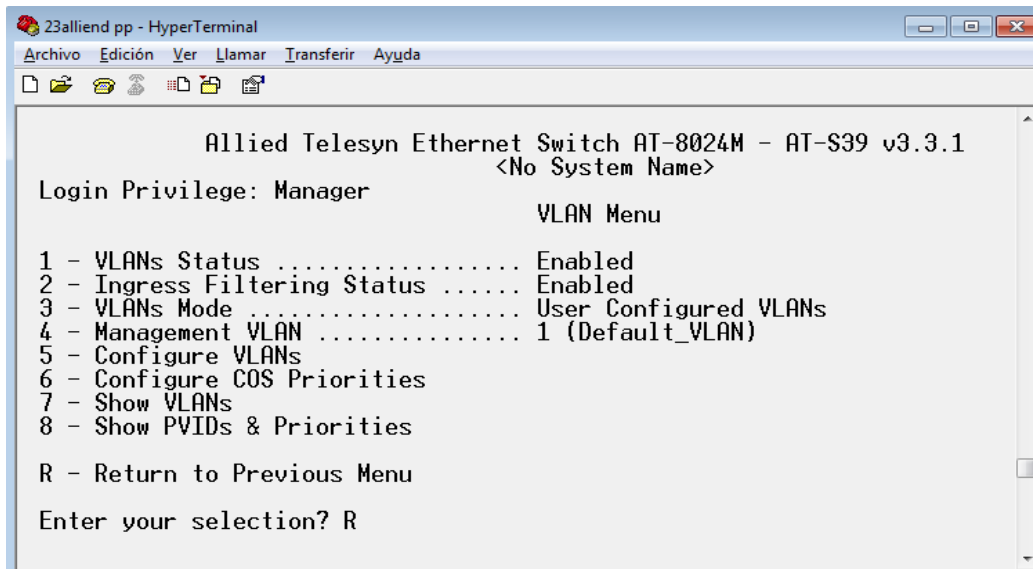 23alliend pp - HyperTerminal
Archivo Edición Ver Llamar Transferir Ayuda
Allied Telesyn Ethernet Switch AT-8024M - AT-S39 v3.3.1
<No System Name>
Login Privilege: Manager
VLAN Menu
1 - VLANs Status .................. Enabled
2 - Ingress Filtering Status ...... Enabled
3 - VLANs Mode .................... User Configured VLANs
4 - Management VLAN ............... 1 (Default_VLAN)
5 - Configure VLANs
6 - Configure COS Priorities
7 - Show VLANs
8 - Show PVIDs & Priorities
R - Return to Previous Menu
Enter your selection? R